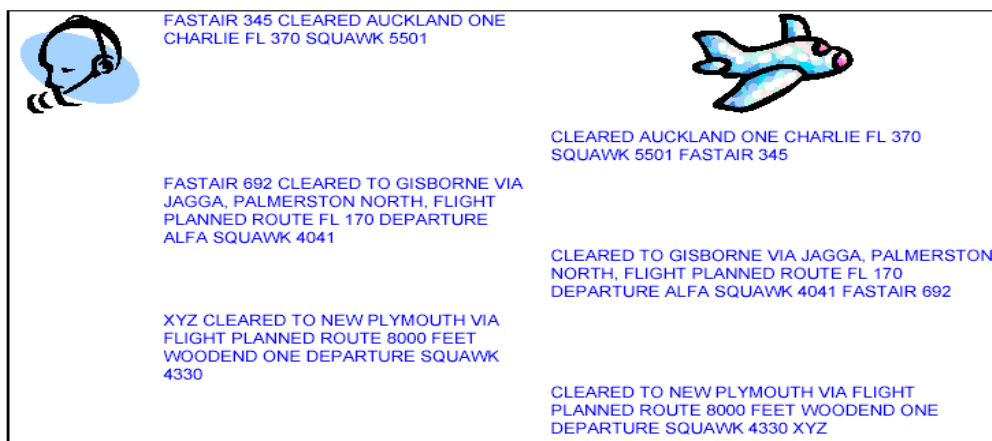 FASTAIR 345 CLEARED AUCKLAND ONE
CHARLIE FL 370 SQUAWK 5501
CLEARED AUCKLAND ONE CHARLIE FL 370
SQUAWK 5501 FASTAIR 345
FASTAIR 692 CLEARED TO GISBORNE VIA
JAGGA, PALMERSTON NORTH, FLIGHT
PLANNED ROUTE FL 170 DEPARTURE
ALFA SQUAWK 4041
CLEARED TO GISBORNE VIA JAGGA, PALMERSTON
NORTH, FLIGHT PLANNED ROUTE FL 170
DEPARTURE ALFA SQUAWK 4041 FASTAIR 692
XYZ CLEARED TO NEW PLYMOUTH VIA
FLIGHT PLANNED ROUTE 8000 FEET
WOODEND ONE DEPARTURE SQUAWK
4330
CLEARED TO NEW PLYMOUTH VIA FLIGHT
PLANNED ROUTE 8000 FEET WOODEND ONE
DEPARTURE SQUAWK 4330 XYZ